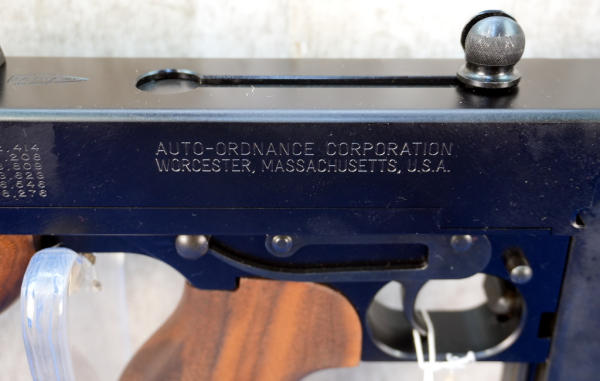 AUTO-ORDNANCE CORPORATION
WORCESTER, MASSACHUSETTS, U.S.A.